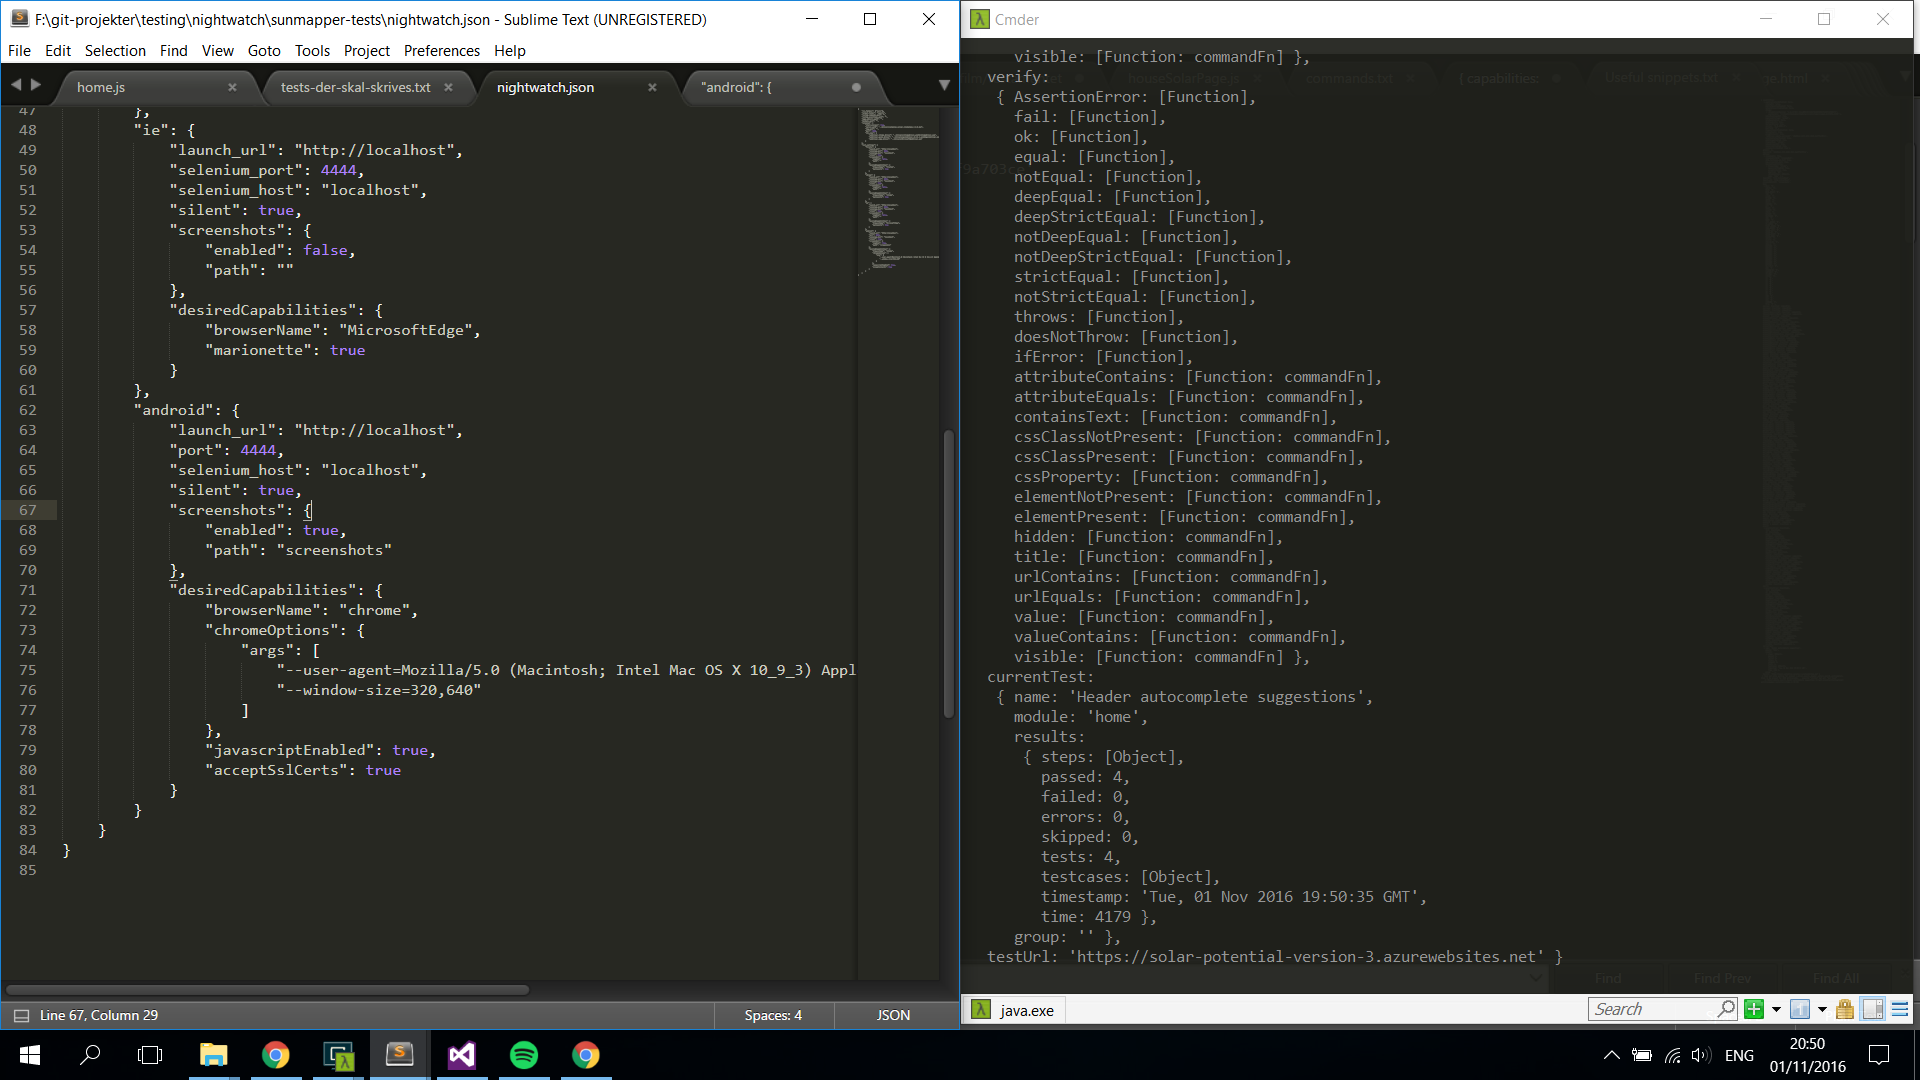 F:\git-projekter\testing\nightwatch\sunmapper-tests\nightwatch.json - Sublime Text (UNREGISTERED)
File Edit Selection Find View Goto Tools Project Preferences Help
home.js
tests-der-skal-skrives.txt
nightwatch.json
"android": {
47 },
48 "ie": {
49 "launch_url": "http://localhost",
50 "selenium_port": 4444,
51 "selenium_host": "localhost",
52 "silent": true,
53 "screenshots": {
54 "enabled": false,
55 "path": ""
56 },
57 "desiredCapabilities": {
58 "browserName": "MicrosoftEdge",
59 "marionette": true
60 }
61 },
62 "android": {
63 "launch_url": "http://localhost",
64 "port": 4444,
65 "selenium_host": "localhost",
66 "silent": true,
67 "screenshots": {
68 "enabled": true,
69 "path": "screenshots"
70 },
71 "desiredCapabilities": {
72 "browserName": "chrome",
73 "chromeOptions": {
74 "args": [
75 "--user-agent=Mozilla/5.0 (Macintosh; Intel Mac OS X 10_9_3) Appl
76 "--window-size=320,640"
77 ]
78 },
79 "javascriptEnabled": true,
80 "acceptSslCerts": true
81 }
82 }
83 }
84 }
85
Line 67, Column 29
Spaces: 4
JSON
Cmder
visible: [Function: commandFn] },
verify:
{ AssertionError: [Function],
fail: [Function],
ok: [Function],
equal: [Function],
notEqual: [Function],
deepEqual: [Function],
deepStrictEqual: [Function],
notDeepEqual: [Function],
notDeepStrictEqual: [Function],
strictEqual: [Function],
notStrictEqual: [Function],
throws: [Function],
doesNotThrow: [Function],
ifError: [Function],
attributeContains: [Function: commandFn],
attributeEquals: [Function: commandFn],
containsText: [Function: commandFn],
cssClassNotPresent: [Function: commandFn],
cssClassPresent: [Function: commandFn],
cssProperty: [Function: commandFn],
elementNotPresent: [Function: commandFn],
elementPresent: [Function: commandFn],
hidden: [Function: commandFn],
title: [Function: commandFn],
urlContains: [Function: commandFn],
urlEquals: [Function: commandFn],
value: [Function: commandFn],
valueContains: [Function: commandFn],
visible: [Function: commandFn] },
currentTest:
{ name: 'Header autocomplete suggestions',
module: 'home',
results:
{ steps: [Object],
passed: 4,
failed: 0,
errors: 0,
skipped: 0,
tests: 4,
testcases: [Object],
timestamp: 'Tue, 01 Nov 2016 19:50:35 GMT',
time: 4179 },
group: '' },
testUrl: 'https://solar-potential-version-3.azurewebsites.net' }
Find Find Prev Find All
java.exe
Search
ENG
20:50
01/11/2016